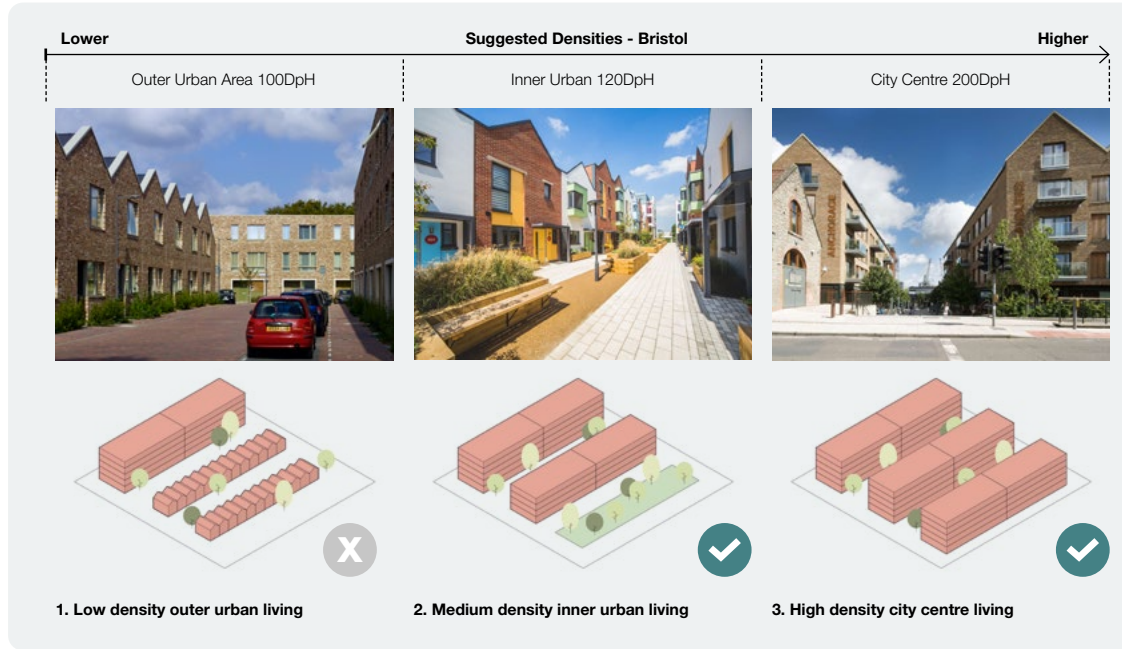 Lower
Suggested Densities - Bristol
Higher
Outer Urban Area 100DpH
Inner Urban 120DpH
City Centre 200DpH
ANCHORAGE
X
1. Low density outer urban living
2. Medium density inner urban living
3. High density city centre living